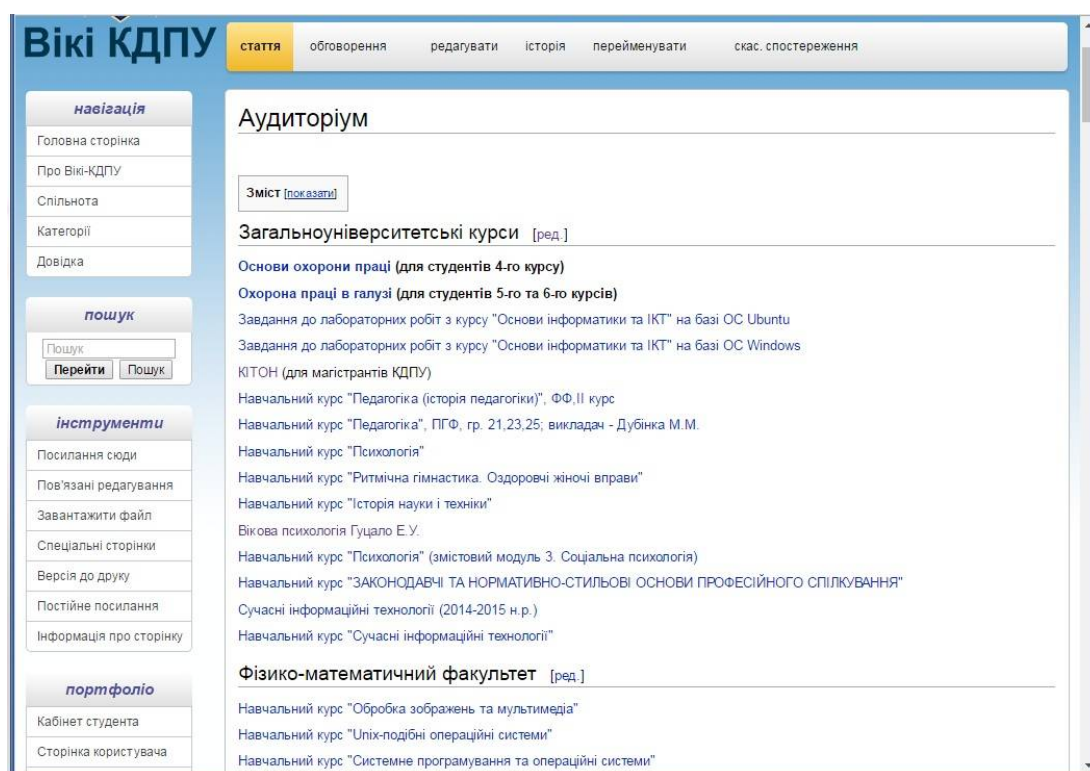 Вікі КДПУ
стаття обговорення редагувати історія перейменувати скас. спостереження
навігація
Головна сторінка
Про Вікі-КДПУ
Спільнота
Категорії
Довідка
пошук
Пошук
Перейти Пошук
інструменти
Посилання сюди
Пов'язані редагування
Завантажити файл
Спеціальні сторінки
Версія до друку
Постійне посилання
Інформація про сторінку
портфоліо
Кабінет студента
Сторінка користувача
Аудиторіум
Зміст [показати]
Загальноуніверситетські курси [ред.]
Основи охорони праці (для студентів 4-го курсу)
Охорона праці в галузі (для студентів 5-го та 6-го курсів)
Завдання до лабораторних робіт з курсу "Основи інформатики та ІКТ" на базі ОС Ubuntu
Завдання до лабораторних робіт з курсу "Основи інформатики та ІКТ" на базі ОС Windows
КІТОН (для магістрантів КДПУ)
Навчальний курс "Педагогіка (історія педагогіки)", ФФ,ІІ курс
Навчальний курс "Педагогіка", ПГФ, гр. 21,23,25; викладач - Дубінка М.М.
Навчальний курс "Психологія"
Навчальний курс "Ритмічна гімнастика. Оздоровчі жіночі вправи"
Навчальний курс "Історія науки і техніки"
Вікова психологія Гуцало Е.У.
Навчальний курс "Психологія" (змістовий модуль 3. Соціальна психологія)
Навчальний курс "ЗАКОНОДАВЧІ ТА НОРМАТИВНО-СТИЛЬОВІ ОСНОВИ ПРОФЕСІЙНОГО СПІЛКУВАННЯ"
Сучасні інформаційні технології (2014-2015 н.р.)
Навчальний курс "Сучасні інформаційні технології"
Фізико-математичний факультет [ред.]
Навчальний курс "Обробка зображень та мультимедіа"
Навчальний курс "Unix-подібні операційні системи"
Навчальний курс "Системне програмування та операційні системи"